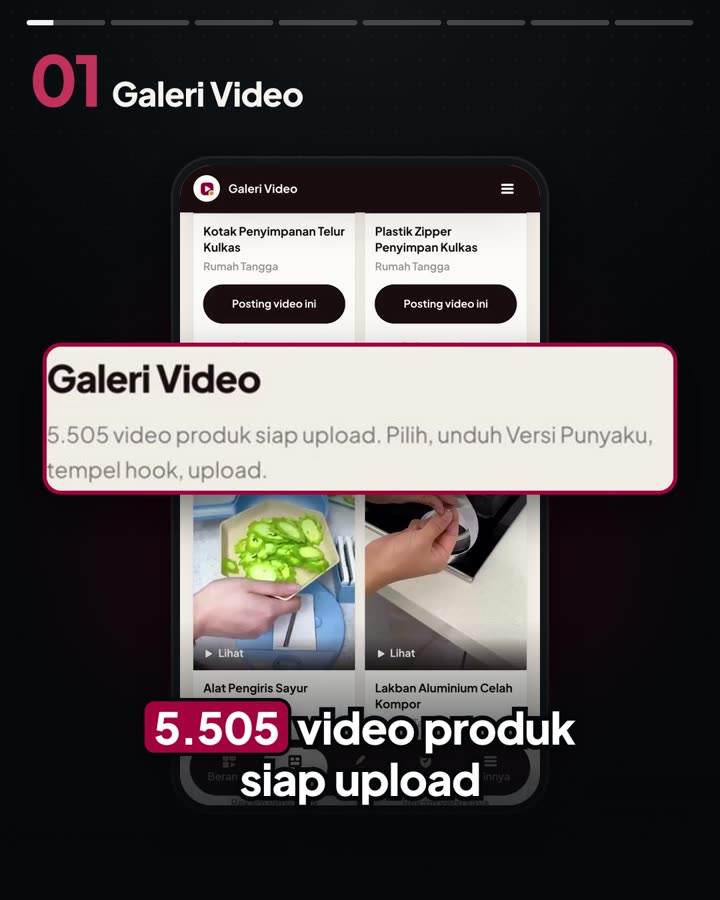 01 Galeri Video
Galeri Video
Kotak Penyimpanan Telur
Kulkas
Rumah Tangga
Posting video ini
Plastik Zipper
Penyimpan Kulkas
Rumah Tangga
Posting video ini
Galeri Video
5.505 video produk siap upload. Pilih, unduh Versi Punyaku,
tempel hook, upload.
Lihat
Lihat
Alat Pengiris Sayur
Lakban Aluminium Celah
Kompor
5.505 video produk
siap upload